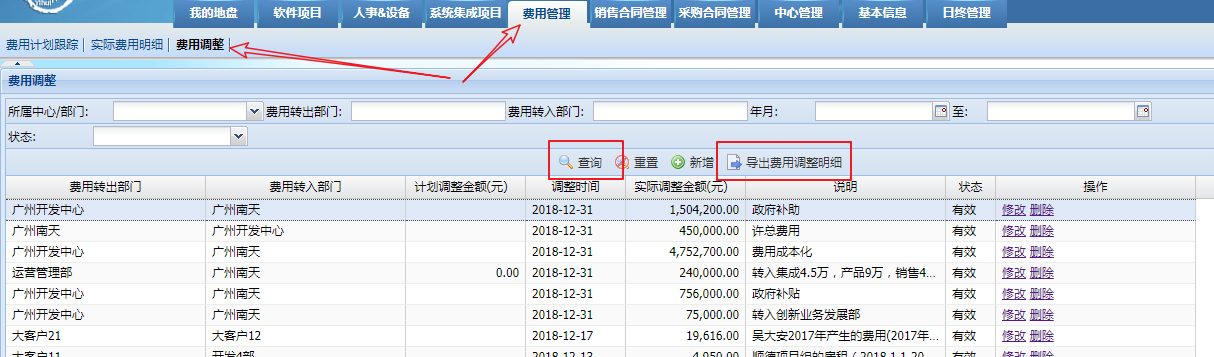 我的地盘 软件项目 人事&设备 系统集成项目 费用管理 销售合同管理 采购合同管理 中心管理 基本信息 日终管理
费用计划跟踪 | 实际费用明细 | 费用调整 |
费用调整
所属中心/部门: 费用转出部门: 费用转入部门: 年月: 至:
状态:
查询 重置 新增 导出费用调整明细
费用转出部门 费用转入部门 计划调整金额(元) 调整时间 实际调整金额(元) 说明 状态 操作
广州开发中心 广州南天 2018-12-31 1,504,200.00 政府补助 有效 修改 删除
广州南天 广州开发中心 2018-12-31 450,000.00 许总费用 有效 修改 删除
广州开发中心 广州南天 2018-12-31 4,752,700.00 费用成本化 有效 修改 删除
运营管理部 广州南天 0.00 2018-12-31 240,000.00 转入集成4.5万，产品9万，销售4... 有效 修改 删除
广州开发中心 广州南天 2018-12-31 756,000.00 政府补贴 有效 修改 删除
广州开发中心 广州南天 2018-12-31 75,000.00 转入创新业务发展部 有效 修改 删除
大客户21 大客户12 2018-12-17 19,616.00 吴大安2017年产生的费用(2017年... 有效 修改 删除
大客户11 开发4部 2018-12-13 4,950.00 顺德项目组的房租（2018.1.1-20... 有效 修改 删除